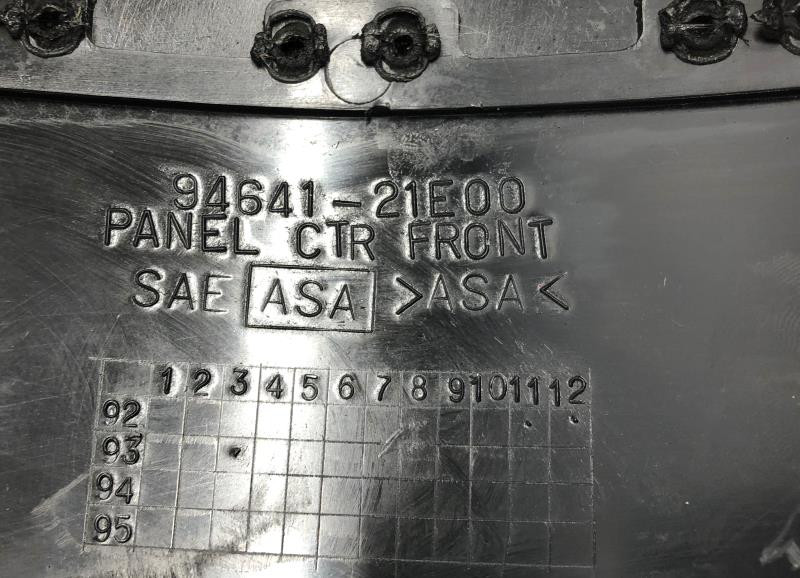 94641-21E00
PANEL CTR FRONT
SAE ASA >ASA<
1 2 3 4 5 6 7 8 9 10 11 12
92
93
94
95